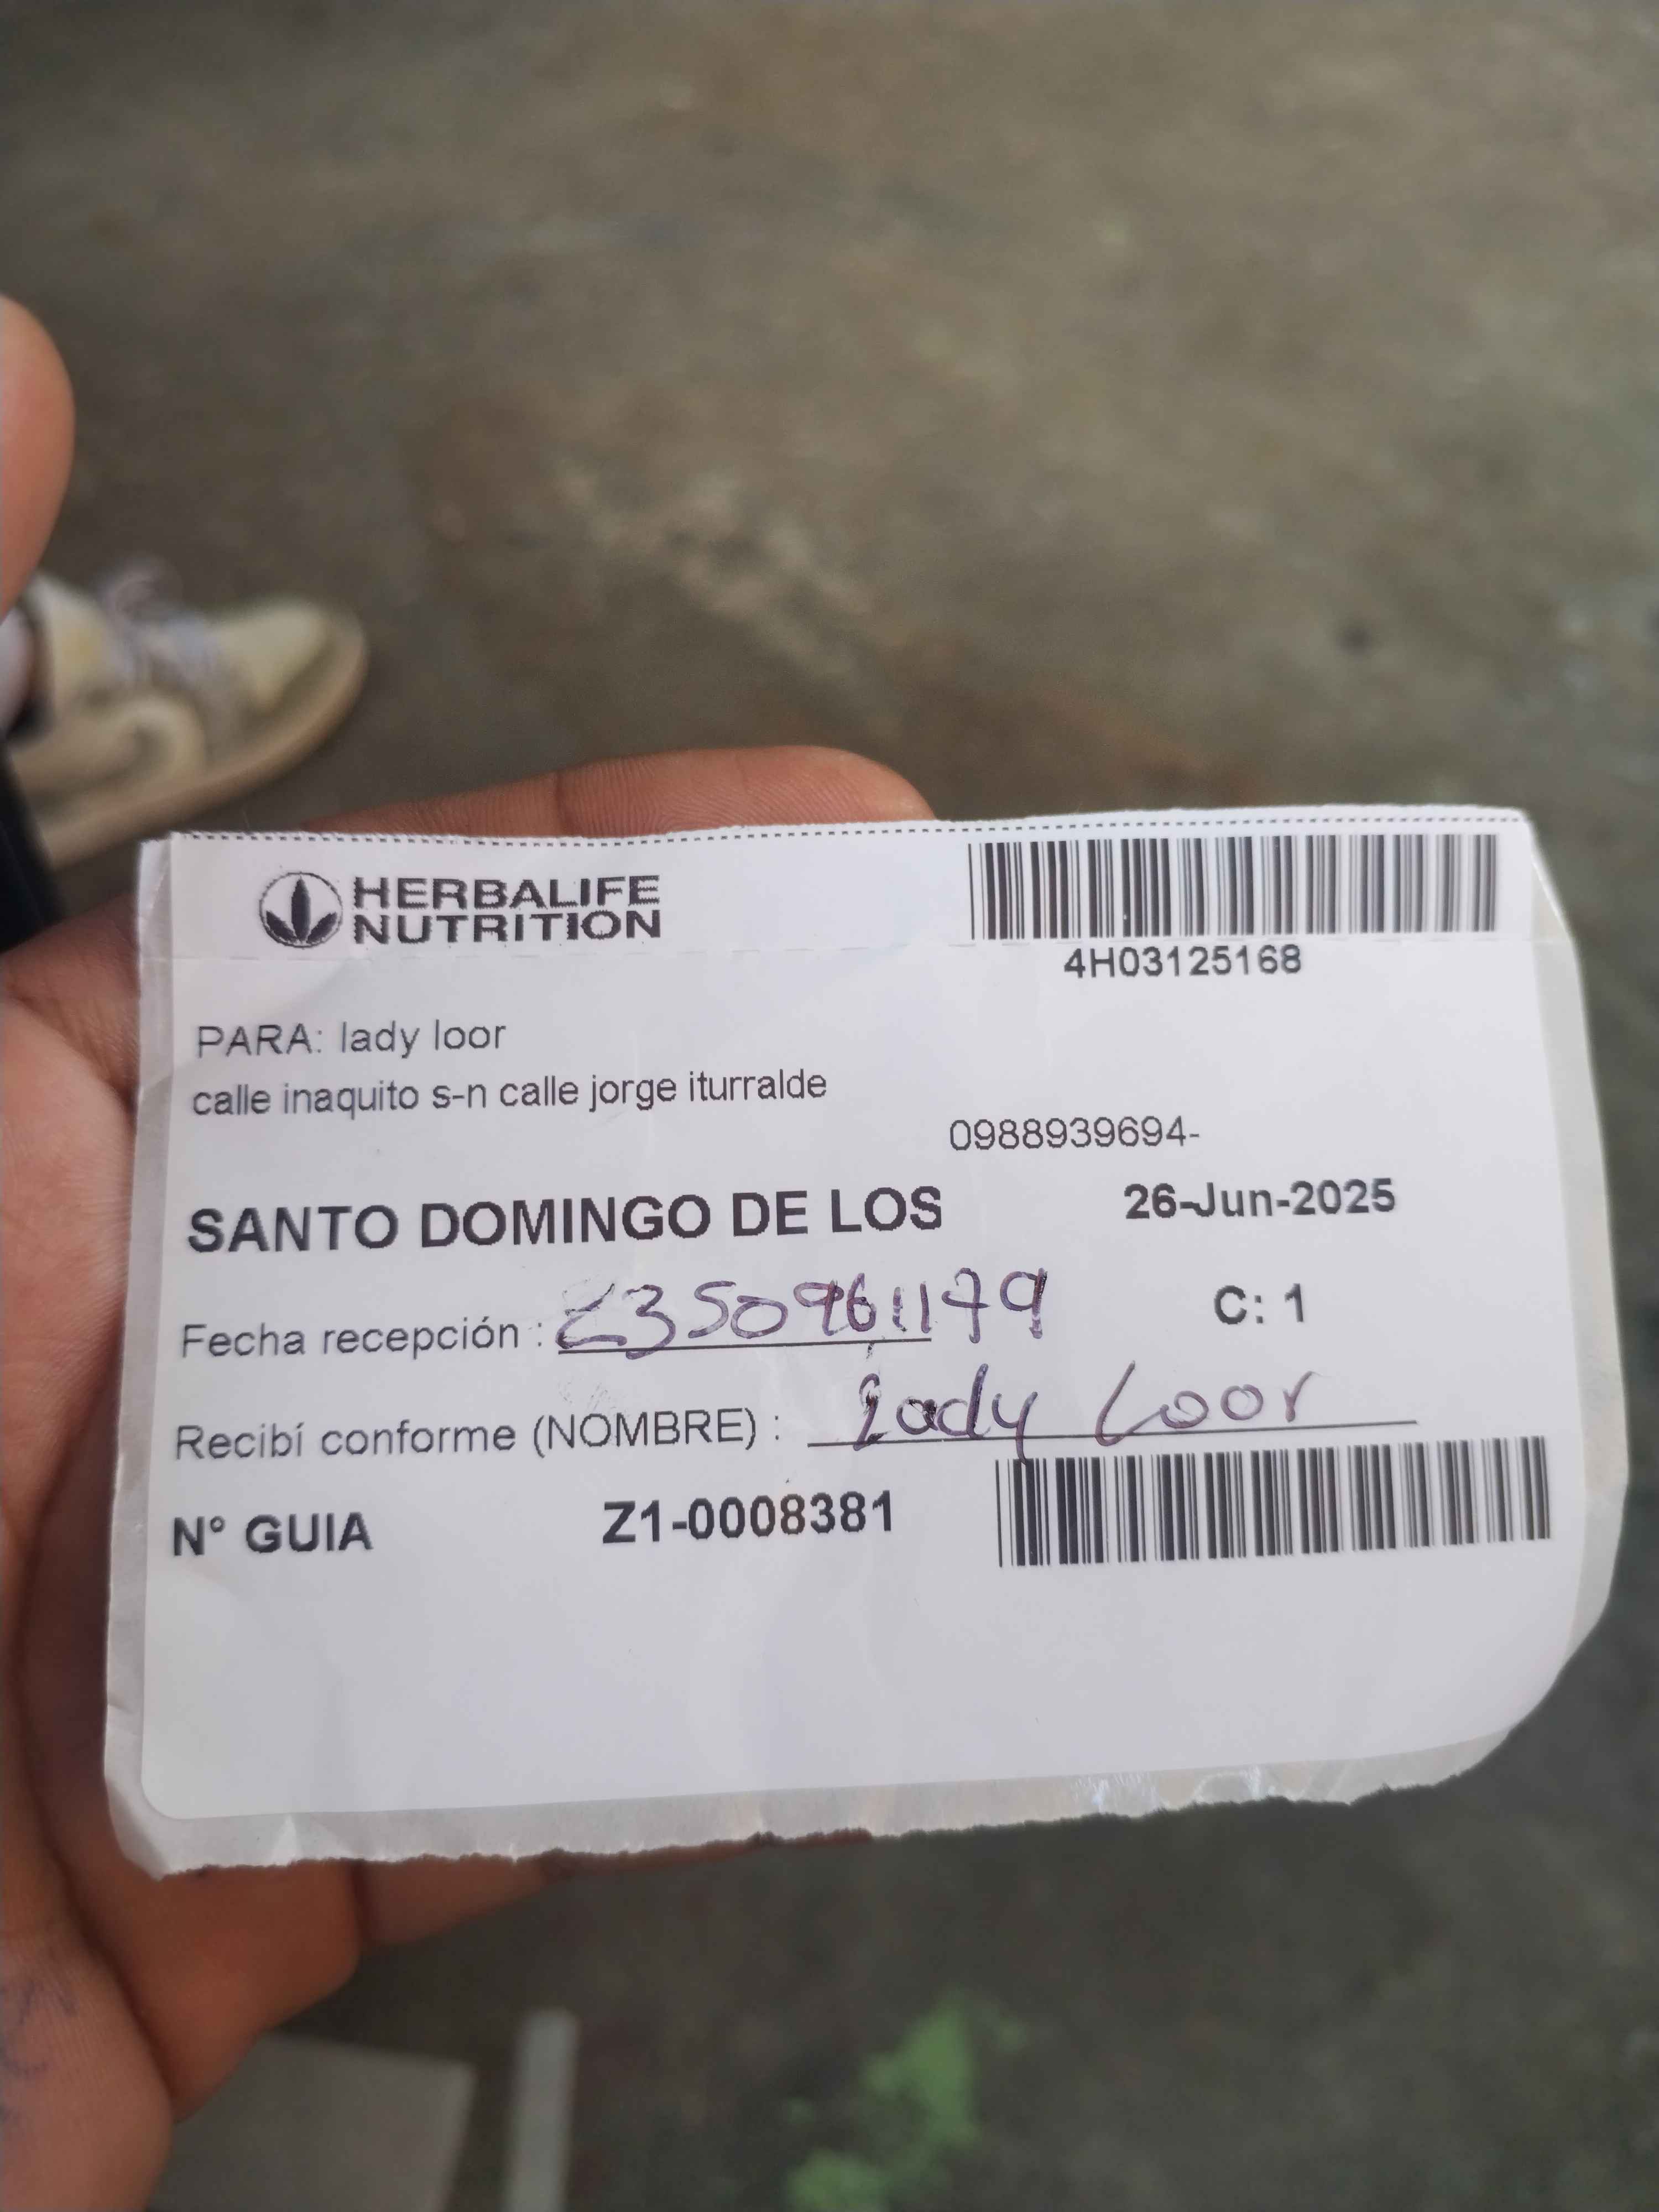 HERBALIFE
NUTRITION
4H03125168
PARA: lady loor
calle inaquito s-n calle jorge iturralde
0988939694-
SANTO DOMINGO DE LOS
26-Jun-2025
Fecha recepción : 2350961179
C: 1
Recibí conforme (NOMBRE) : Lady Loor
N° GUIA Z1-0008381